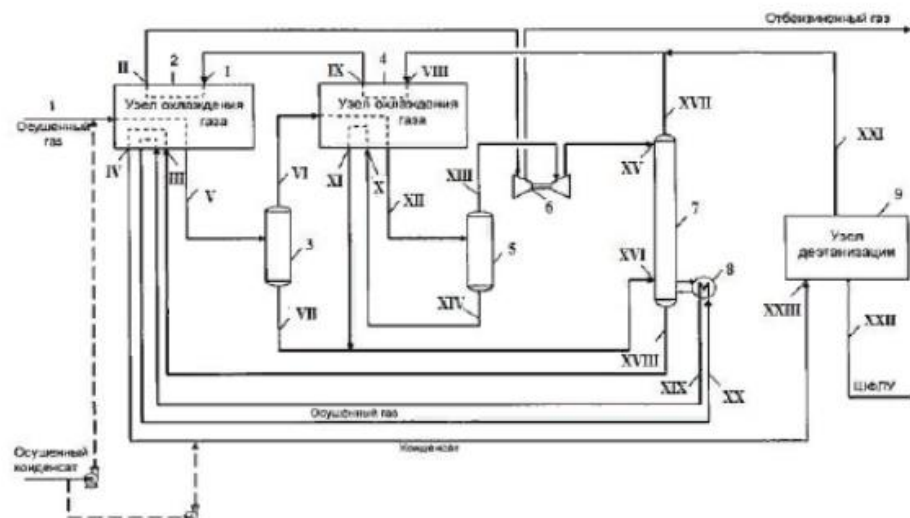 Отбензиненный газ
II
2
I
IX
4
VIII
XVII
1
Осушенный
газ
Узел охлаждения
газа
Узел охлаждения
газа
XXI
IV
III
V
VI
XI
X
XII
XIII
6
XV
7
9
Узел
деэтанизации
3
5
XVI
8
VII
XIV
XVIII
XXIII
XXII
XIX
XX
ШФЛУ
Осушенный газ
Осушенный
конденсат
Конденсат